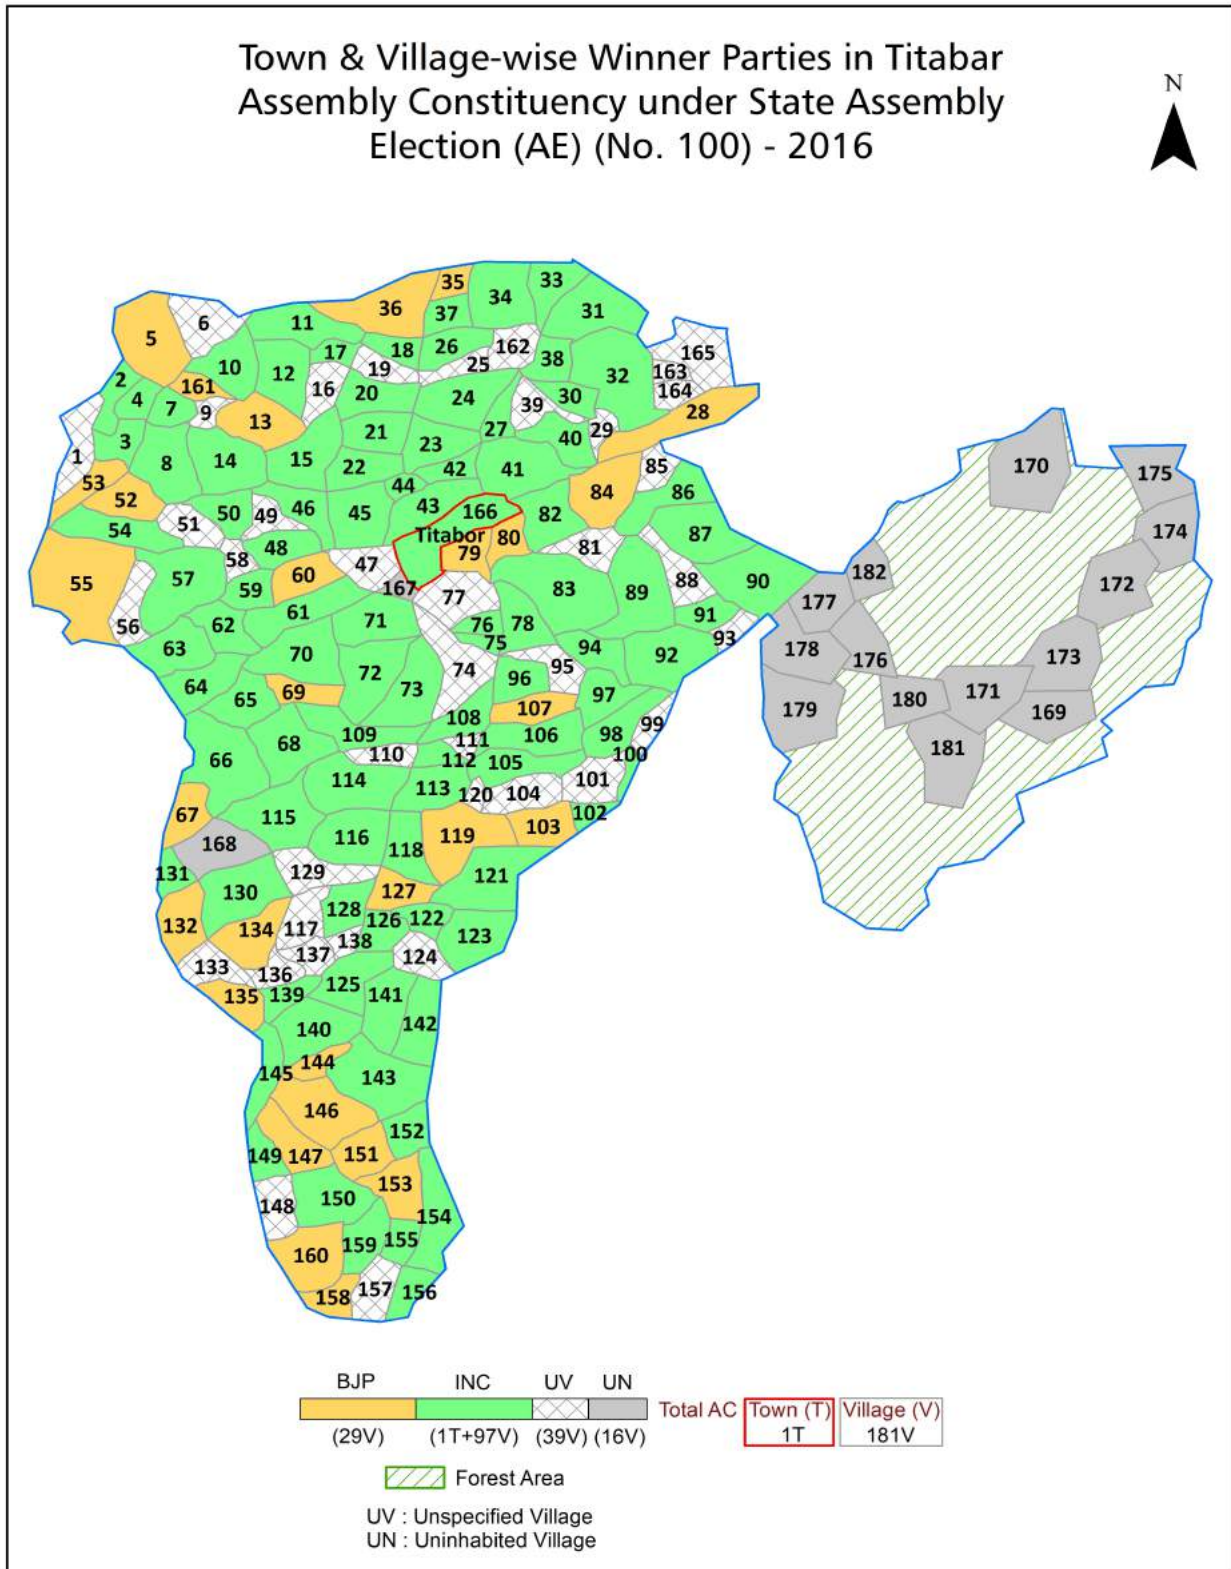 Town & Village-wise Winner Parties in Titabar
Assembly Constituency under State Assembly
Election (AE) (No. 100) - 2016
N
35 33
36 34
5 6 11 37 31
17 18 26 162 165
10 12 19 25 38 163
2 161 16 20 24 30 32 164
4 7 9 13 39 28
3 21 23 27 40 29
1 8 14 15 22 42 41 85 170 175
53 52 44 84 86
51 50 49 46 45 43 166 82 174
54 48 Titabor 79 80 81 87
55 57 58 60 47 167 83 88 90 182 172
59 77 89 177
56 62 61 71 76 78 91
63 75 94 93 178 176 173
70 72 74 95 92
64 65 69 73 96 97 180 171 169
109 108 107 99 179
66 68 110 111 106 98 100 181
112 105
114 113 120 104 101
67 115 119 103 102
168 116 118
131 129 121
130 127
132 134 117 128 126 122 123
133 136 137 138 124
135 139 125 141
140 142
145 144 143
146 152
149 147 151
148 150 153
154
160 159 155
158 157 156
BJP INC UV UN
(29V) (1T+97V) (39V) (16V)
Total AC Town (T) Village (V)
1T 181V
Forest Area
UV : Unspecified Village
UN : Uninhabited Village